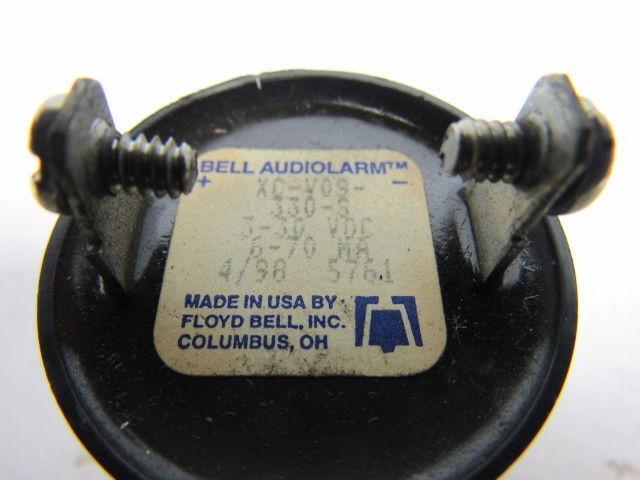 BELL AUDIOLARM™
+ XC-V09- −
330-S
3-30 VDC
6-70 MA
4/98 5761
MADE IN USA BY
FLOYD BELL, INC.
COLUMBUS, OH